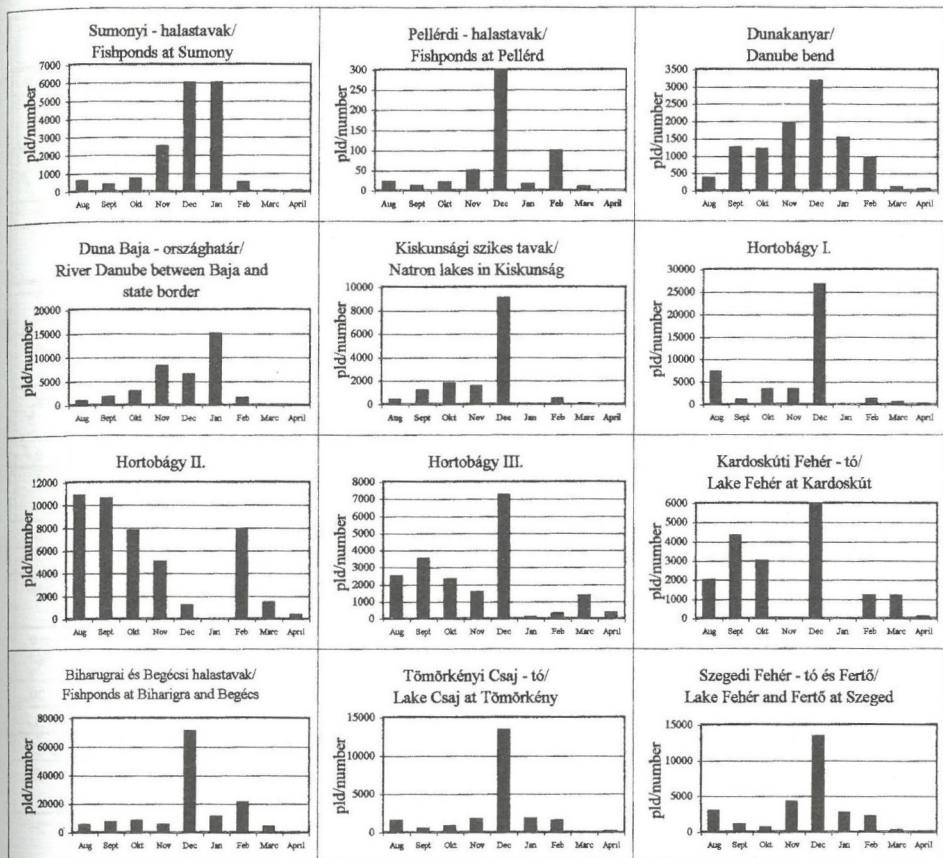 Sumonyi - halastavak/
Fishponds at Sumony
pld/number
7000
6000
5000
4000
3000
2000
1000
0
Aug Sept Okt Nov Dec Jan Feb Marc April
Pellérdi - halastavak/
Fishponds at Pellérd
pld/number
300
250
200
150
100
50
0
Aug Sept Okt Nov Dec Jan Feb Marc April
Dunakanyar/
Danube bend
pld/number
3500
3000
2500
2000
1500
1000
500
0
Aug Sept Okt Nov Dec Jan Feb Marc April
Duna Baja - országhatár/
River Danube between Baja and
state border
pld/number
20000
15000
10000
5000
0
Aug Sept Okt Nov Dec Jan Feb Marc April
Kiskunsági szikes tavak/
Natron lakes in Kiskunság
pld/number
10000
8000
6000
4000
2000
0
Aug Sept Okt Nov Dec Jan Feb Marc April
Hortobágy I.
pld/number
30000
25000
20000
15000
10000
5000
0
Aug Sept Okt Nov Dec Jan Feb Marc April
Hortobágy II.
pld/number
12000
10000
8000
6000
4000
2000
0
Aug Sept Okt Nov Dec Jan Feb Marc April
Hortobágy III.
pld/number
8000
7000
6000
5000
4000
3000
2000
1000
0
Aug Sept Okt Nov Dec Jan Feb Marc April
Kardoskúti Fehér - tó/
Lake Fehér at Kardoskút
pld/number
6000
5000
4000
3000
2000
1000
0
Aug Sept Okt Nov Dec Jan Feb Marc April
Biharugrai és Begécsi halastavak/
Fishponds at Biharigra and Begécs
pld/number
80000
60000
40000
20000
0
Aug Sept Okt Nov Dec Jan Feb Marc April
Tömörkényi Csaj - tó/
Lake Csaj at Tömörkény
pld/number
15000
10000
5000
0
Aug Sept Okt Nov Dec Jan Feb Marc April
Szegedi Fehér - tó és Fertő/
Lake Fehér and Fertő at Szeged
pld/number
15000
10000
5000
0
Aug Sept Okt Nov Dec Jan Feb Marc April